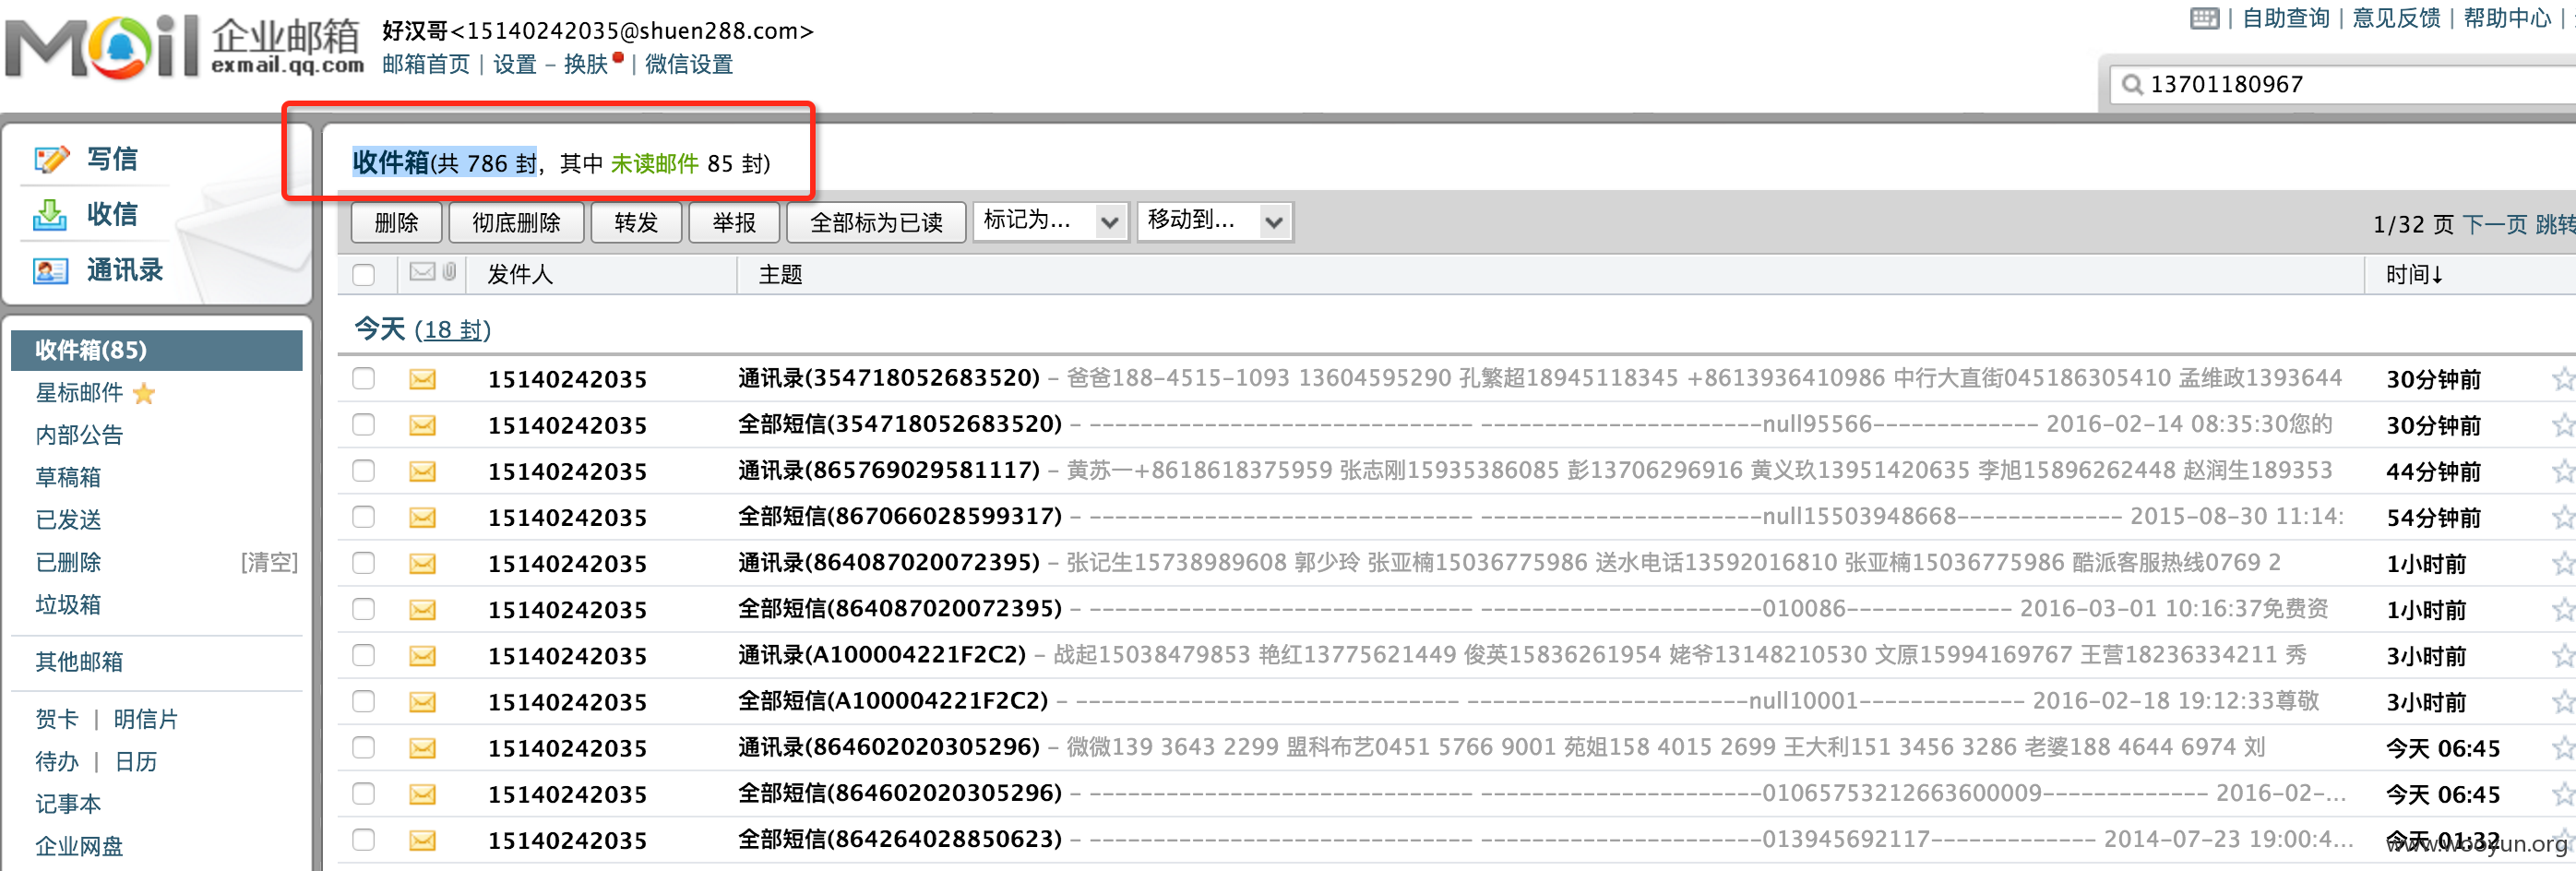 Mail 企业邮箱 exmail.qq.com
好汉哥<15140242035@shuen288.com>
邮箱首页 | 设置 - 换肤 | 微信设置
自助查询 | 意见反馈 | 帮助中心 |
13701180967
写信
收信
通讯录
收件箱(85)
星标邮件
内部公告
草稿箱
已发送
已删除 [清空]
垃圾箱
其他邮箱
贺卡 | 明信片
待办 | 日历
记事本
企业网盘
收件箱(共 786 封, 其中 未读邮件 85 封)
删除 彻底删除 转发 举报 全部标为已读 标记为... 移动到... 1/32 页 下一页 跳转
发件人 主题 时间↓
今天 (18 封)
15140242035 通讯录(354718052683520) – 爸爸188-4515-1093 13604595290 孔繁超18945118345 +8613936410986 中行大直街045186305410 孟维政1393644 30分钟前
15140242035 全部短信(354718052683520) – ---------------------------- ---------------------null95566------------- 2016-02-14 08:35:30您的 30分钟前
15140242035 通讯录(865769029581117) – 黄苏一+8618618375959 张志刚15935386085 彭13706296916 黄义玖13951420635 李旭15896262448 赵润生189353 44分钟前
15140242035 全部短信(867066028599317) – ---------------------------- ---------------------null15503948668------------- 2015-08-30 11:14: 54分钟前
15140242035 通讯录(864087020072395) – 张记生15738989608 郭少玲 张亚楠15036775986 送水电话13592016810 张亚楠15036775986 酷派客服热线0769 2 1小时前
15140242035 全部短信(864087020072395) – ---------------------------- ---------------------010086------------- 2016-03-01 10:16:37免费资 1小时前
15140242035 通讯录(A100004221F2C2) – 战起15038479853 艳红13775621449 俊英15836261954 姥爷13148210530 文原15994169767 王营18236334211 秀 3小时前
15140242035 全部短信(A100004221F2C2) – ---------------------------- ---------------------null10001------------- 2016-02-18 19:12:33尊敬 3小时前
15140242035 通讯录(864602020305296) – 微微139 3643 2299 盟科布艺0451 5766 9001 苑姐158 4015 2699 王大利151 3456 3286 老婆188 4644 6974 刘 今天 06:45
15140242035 全部短信(864602020305296) – ---------------------------- ---------------------01065753212663600009------------- 2016-02-... 今天 06:45
15140242035 全部短信(864264028850623) – ---------------------------- ---------------------013945692117------------- 2014-07-23 19:00:4... 今天 01:32
www.wooyun.org